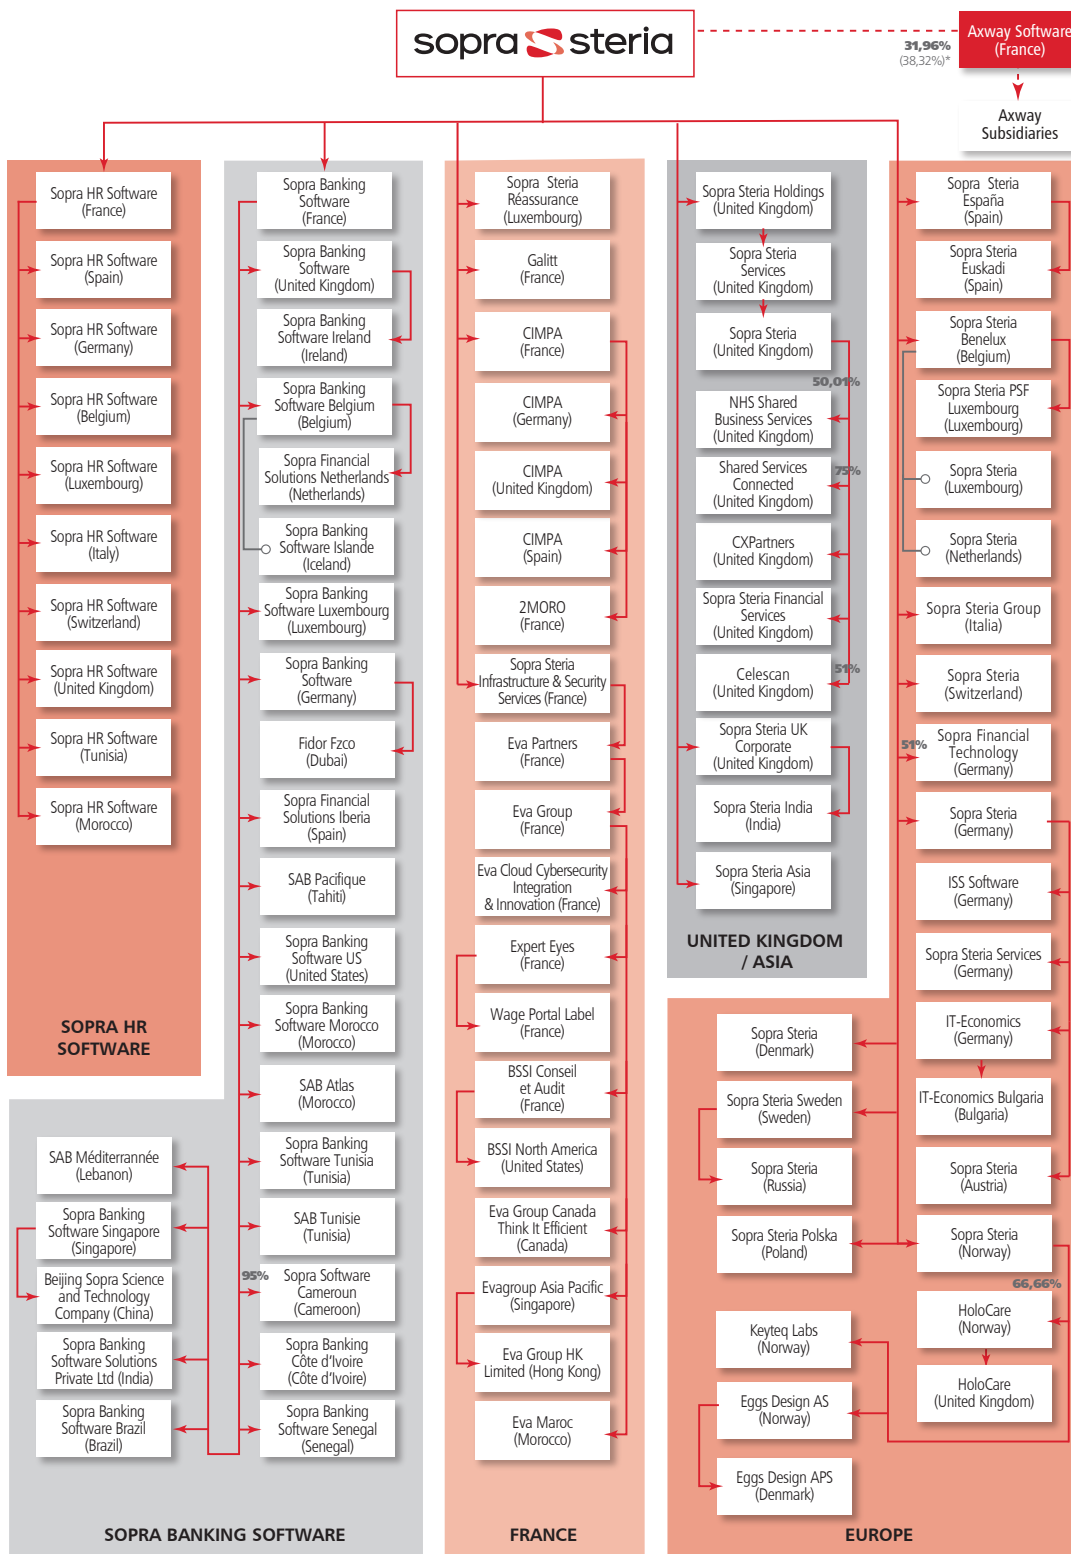 sopra steria
Axway Software
(France)
31,96%
(38,32%)*
Axway
Subsidiaries
Sopra HR Software
(France)
Sopra HR Software
(Spain)
Sopra HR Software
(Germany)
Sopra HR Software
(Belgium)
Sopra HR Software
(Luxembourg)
Sopra HR Software
(Italy)
Sopra HR Software
(Switzerland)
Sopra HR Software
(United Kingdom)
Sopra HR Software
(Tunisia)
Sopra HR Software
(Morocco)
SOPRA HR
SOFTWARE
Sopra Banking
Software
(France)
Sopra Banking
Software
(United Kingdom)
Sopra Banking
Software Ireland
(Ireland)
Sopra Banking
Software Belgium
(Belgium)
Sopra Financial
Solutions Netherlands
(Netherlands)
Sopra Banking
Software Islande
(Iceland)
Sopra Banking
Software Luxembourg
(Luxembourg)
Sopra Banking
Software
(Germany)
Fidor Fzco
(Dubai)
Sopra Financial
Solutions Iberia
(Spain)
SAB Pacifique
(Tahiti)
Sopra Banking
Software US
(United States)
Sopra Banking
Software Morocco
(Morocco)
SAB Atlas
(Morocco)
Sopra Banking
Software Tunisia
(Tunisia)
SAB Tunisie
(Tunisia)
95%
Sopra Software
Cameroun
(Cameroon)
Sopra Banking
Côte d'Ivoire
(Côte d'Ivoire)
Sopra Banking
Software Senegal
(Senegal)
SAB Méditerrannée
(Lebanon)
Sopra Banking
Software Singapore
(Singapore)
Beijing Sopra Science
and Technology
Company (China)
Sopra Banking
Software Solutions
Private Ltd (India)
Sopra Banking
Software Brazil
(Brazil)
SOPRA BANKING SOFTWARE
Sopra Steria
Réassurance
(Luxembourg)
Galitt
(France)
CIMPA
(France)
CIMPA
(Germany)
CIMPA
(United Kingdom)
CIMPA
(Spain)
2MORO
(France)
Sopra Steria
Infrastructure & Security
Services (France)
Eva Partners
(France)
Eva Group
(France)
Eva Cloud Cybersecurity
Integration
& Innovation (France)
Expert Eyes
(France)
Wage Portal Label
(France)
BSSI Conseil
et Audit
(France)
BSSI North America
(United States)
Eva Group Canada
Think It Efficient
(Canada)
Evagroup Asia Pacific
(Singapore)
Eva Group HK
Limited (Hong Kong)
Eva Maroc
(Morocco)
FRANCE
Sopra Steria Holdings
(United Kingdom)
Sopra Steria
Services
(United Kingdom)
Sopra Steria
(United Kingdom)
50,01%
NHS Shared
Business Services
(United Kingdom)
75%
Shared Services
Connected
(United Kingdom)
CXPartners
(United Kingdom)
Sopra Steria Financial
Services
(United Kingdom)
51%
Celescan
(United Kingdom)
Sopra Steria UK
Corporate
(United Kingdom)
Sopra Steria India
(India)
Sopra Steria Asia
(Singapore)
UNITED KINGDOM
/ ASIA
Sopra Steria
España
(Spain)
Sopra Steria
Euskadi
(Spain)
Sopra Steria
Benelux
(Belgium)
Sopra Steria PSF
Luxembourg
(Luxembourg)
Sopra Steria
(Luxembourg)
Sopra Steria
(Netherlands)
Sopra Steria Group
(Italia)
Sopra Steria
(Switzerland)
51%
Sopra Financial
Technology
(Germany)
Sopra Steria
(Germany)
ISS Software
(Germany)
Sopra Steria Services
(Germany)
IT-Economics
(Germany)
IT-Economics Bulgaria
(Bulgaria)
Sopra Steria
(Austria)
Sopra Steria
(Norway)
66,66%
HoloCare
(Norway)
HoloCare
(United Kingdom)
Sopra Steria
(Denmark)
Sopra Steria Sweden
(Sweden)
Sopra Steria
(Russia)
Sopra Steria Polska
(Poland)
Keyteq Labs
(Norway)
Eggs Design AS
(Norway)
Eggs Design APS
(Denmark)
EUROPE